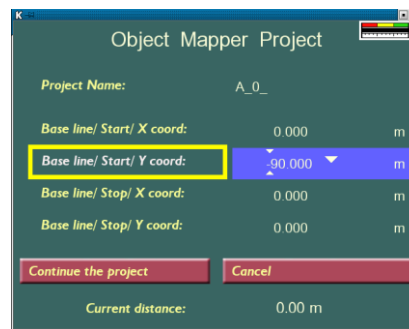 K
Object Mapper Project
Project Name: A_0_
Base line/ Start/ X coord: 0.000 m
Base line/ Start/ Y coord: -90.000 m
Base line/ Stop/ X coord: 0.000 m
Base line/ Stop/ Y coord: 0.000 m
Continue the project Cancel
Current distance: 0.00 m